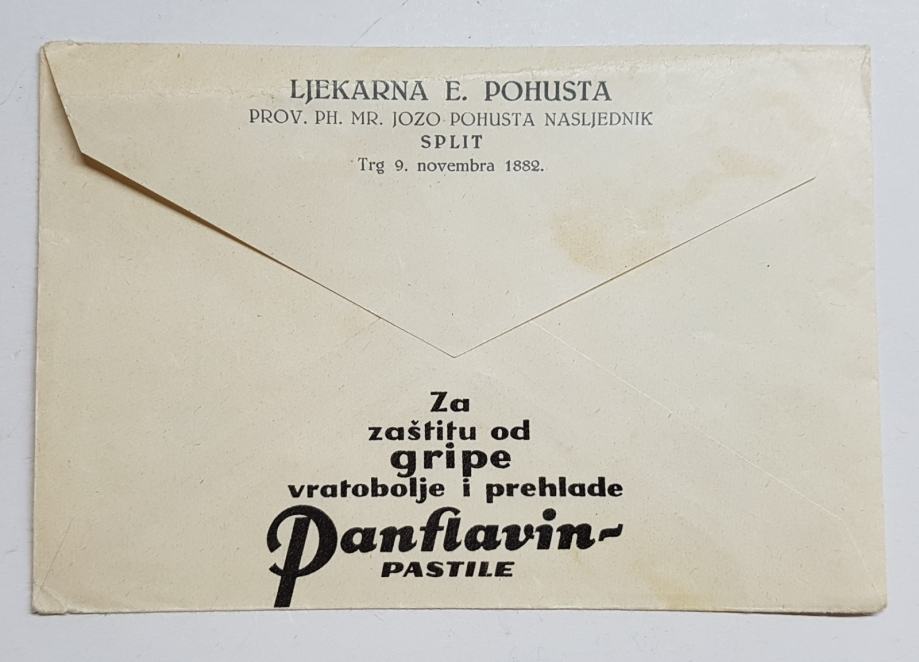 LJEKARNA E. POHUSTA
PROV. PH. MR. JOZO POHUSTA NASLJEDNIK
SPLIT
Trg 9. novembra 1882.
Za
zaštitu od
gripe
vratobolje i prehlade
Panflavin-
PASTILE